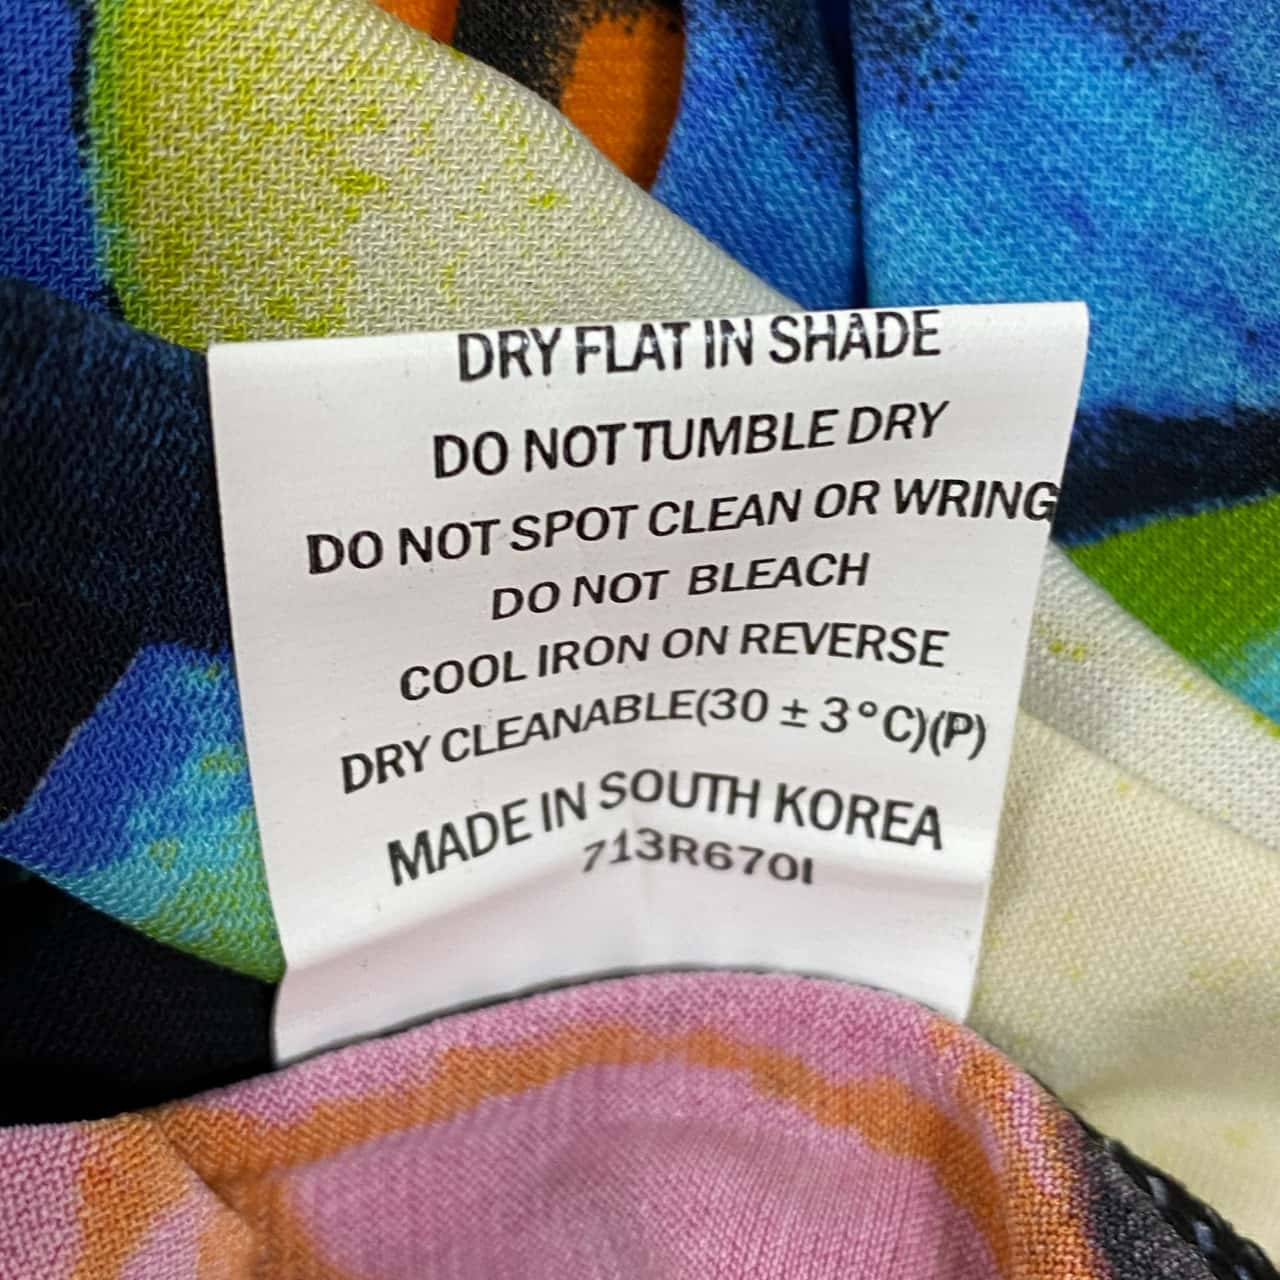 DRY FLAT IN SHADE
DO NOT TUMBLE DRY
DO NOT SPOT CLEAN OR WRING
DO NOT BLEACH
COOL IRON ON REVERSE
DRY CLEANABLE(30 ± 3°C)(P)
MADE IN SOUTH KOREA
713R670I